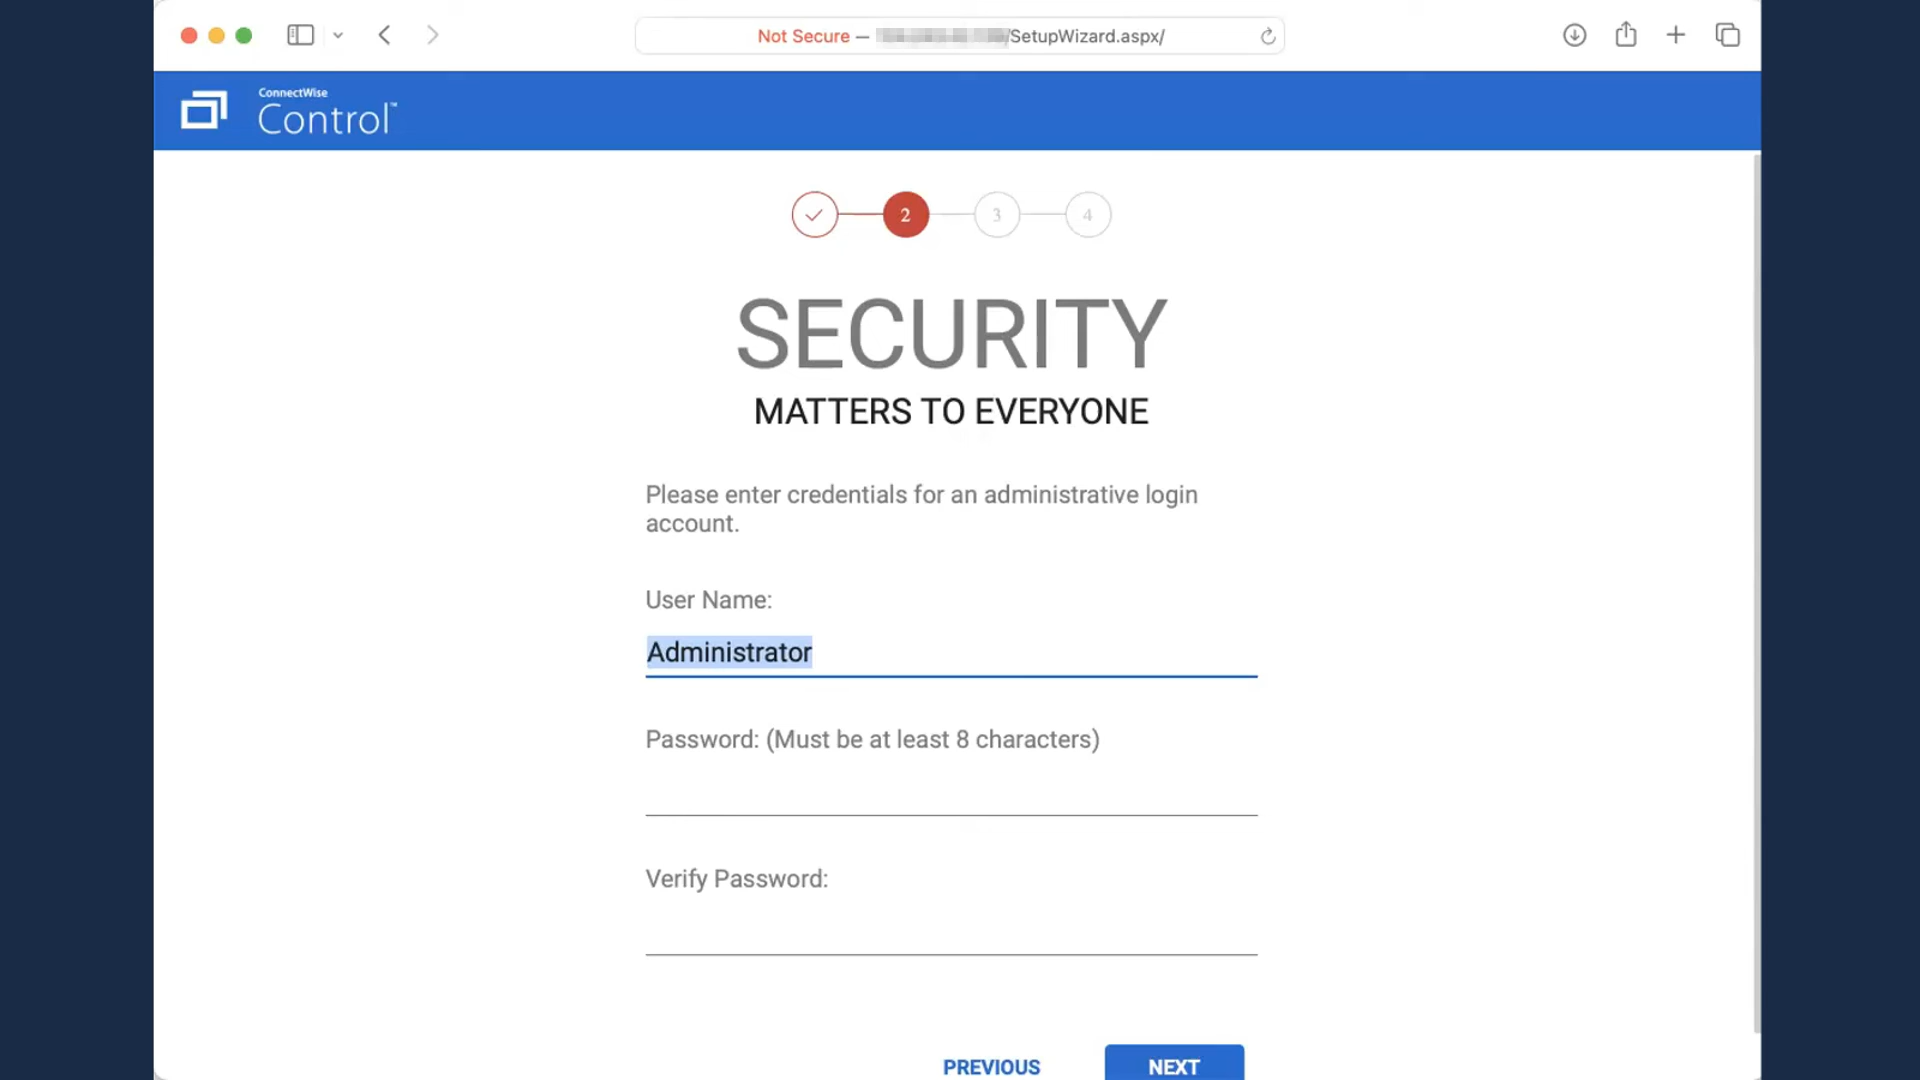 Not Secure — /SetupWizard.aspx/
ConnectWise
Control™
2
3
4
SECURITY
MATTERS TO EVERYONE
Please enter credentials for an administrative login
account.
User Name:
Administrator
Password: (Must be at least 8 characters)
Verify Password:
PREVIOUS
NEXT